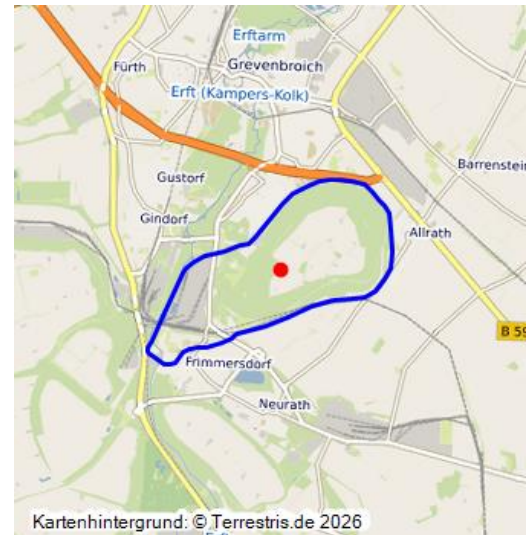 Erftarm
Fürth
Grevenbroich
Erft (Kampers-Kolk)
Barrenstein
Gustorf
Gindorf
Allrath
B 59
Frimmersdorf
Neurath
Kartenhintergrund: © Terrestris.de 2026